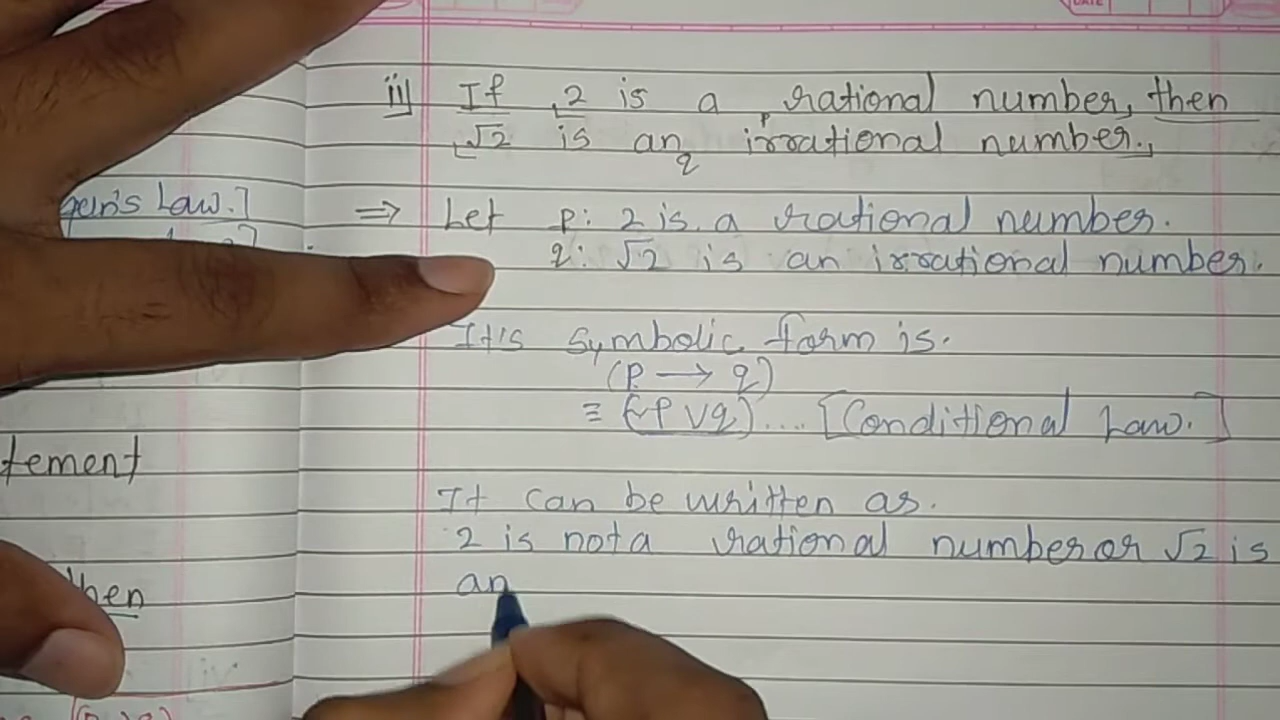 iii] If 2 is a rational number, then
p
√2 is an irrational number.,
q
gan's Law.]
⇒ Let p: 2 is a rational number.
q: √2 is an irrational number.
It's symbolic form is.
(p → q)
≡ (~p ∨ q).... [Conditional Law.]
tement
It can be written as.
2 is not a rational number or √2 is
an
then